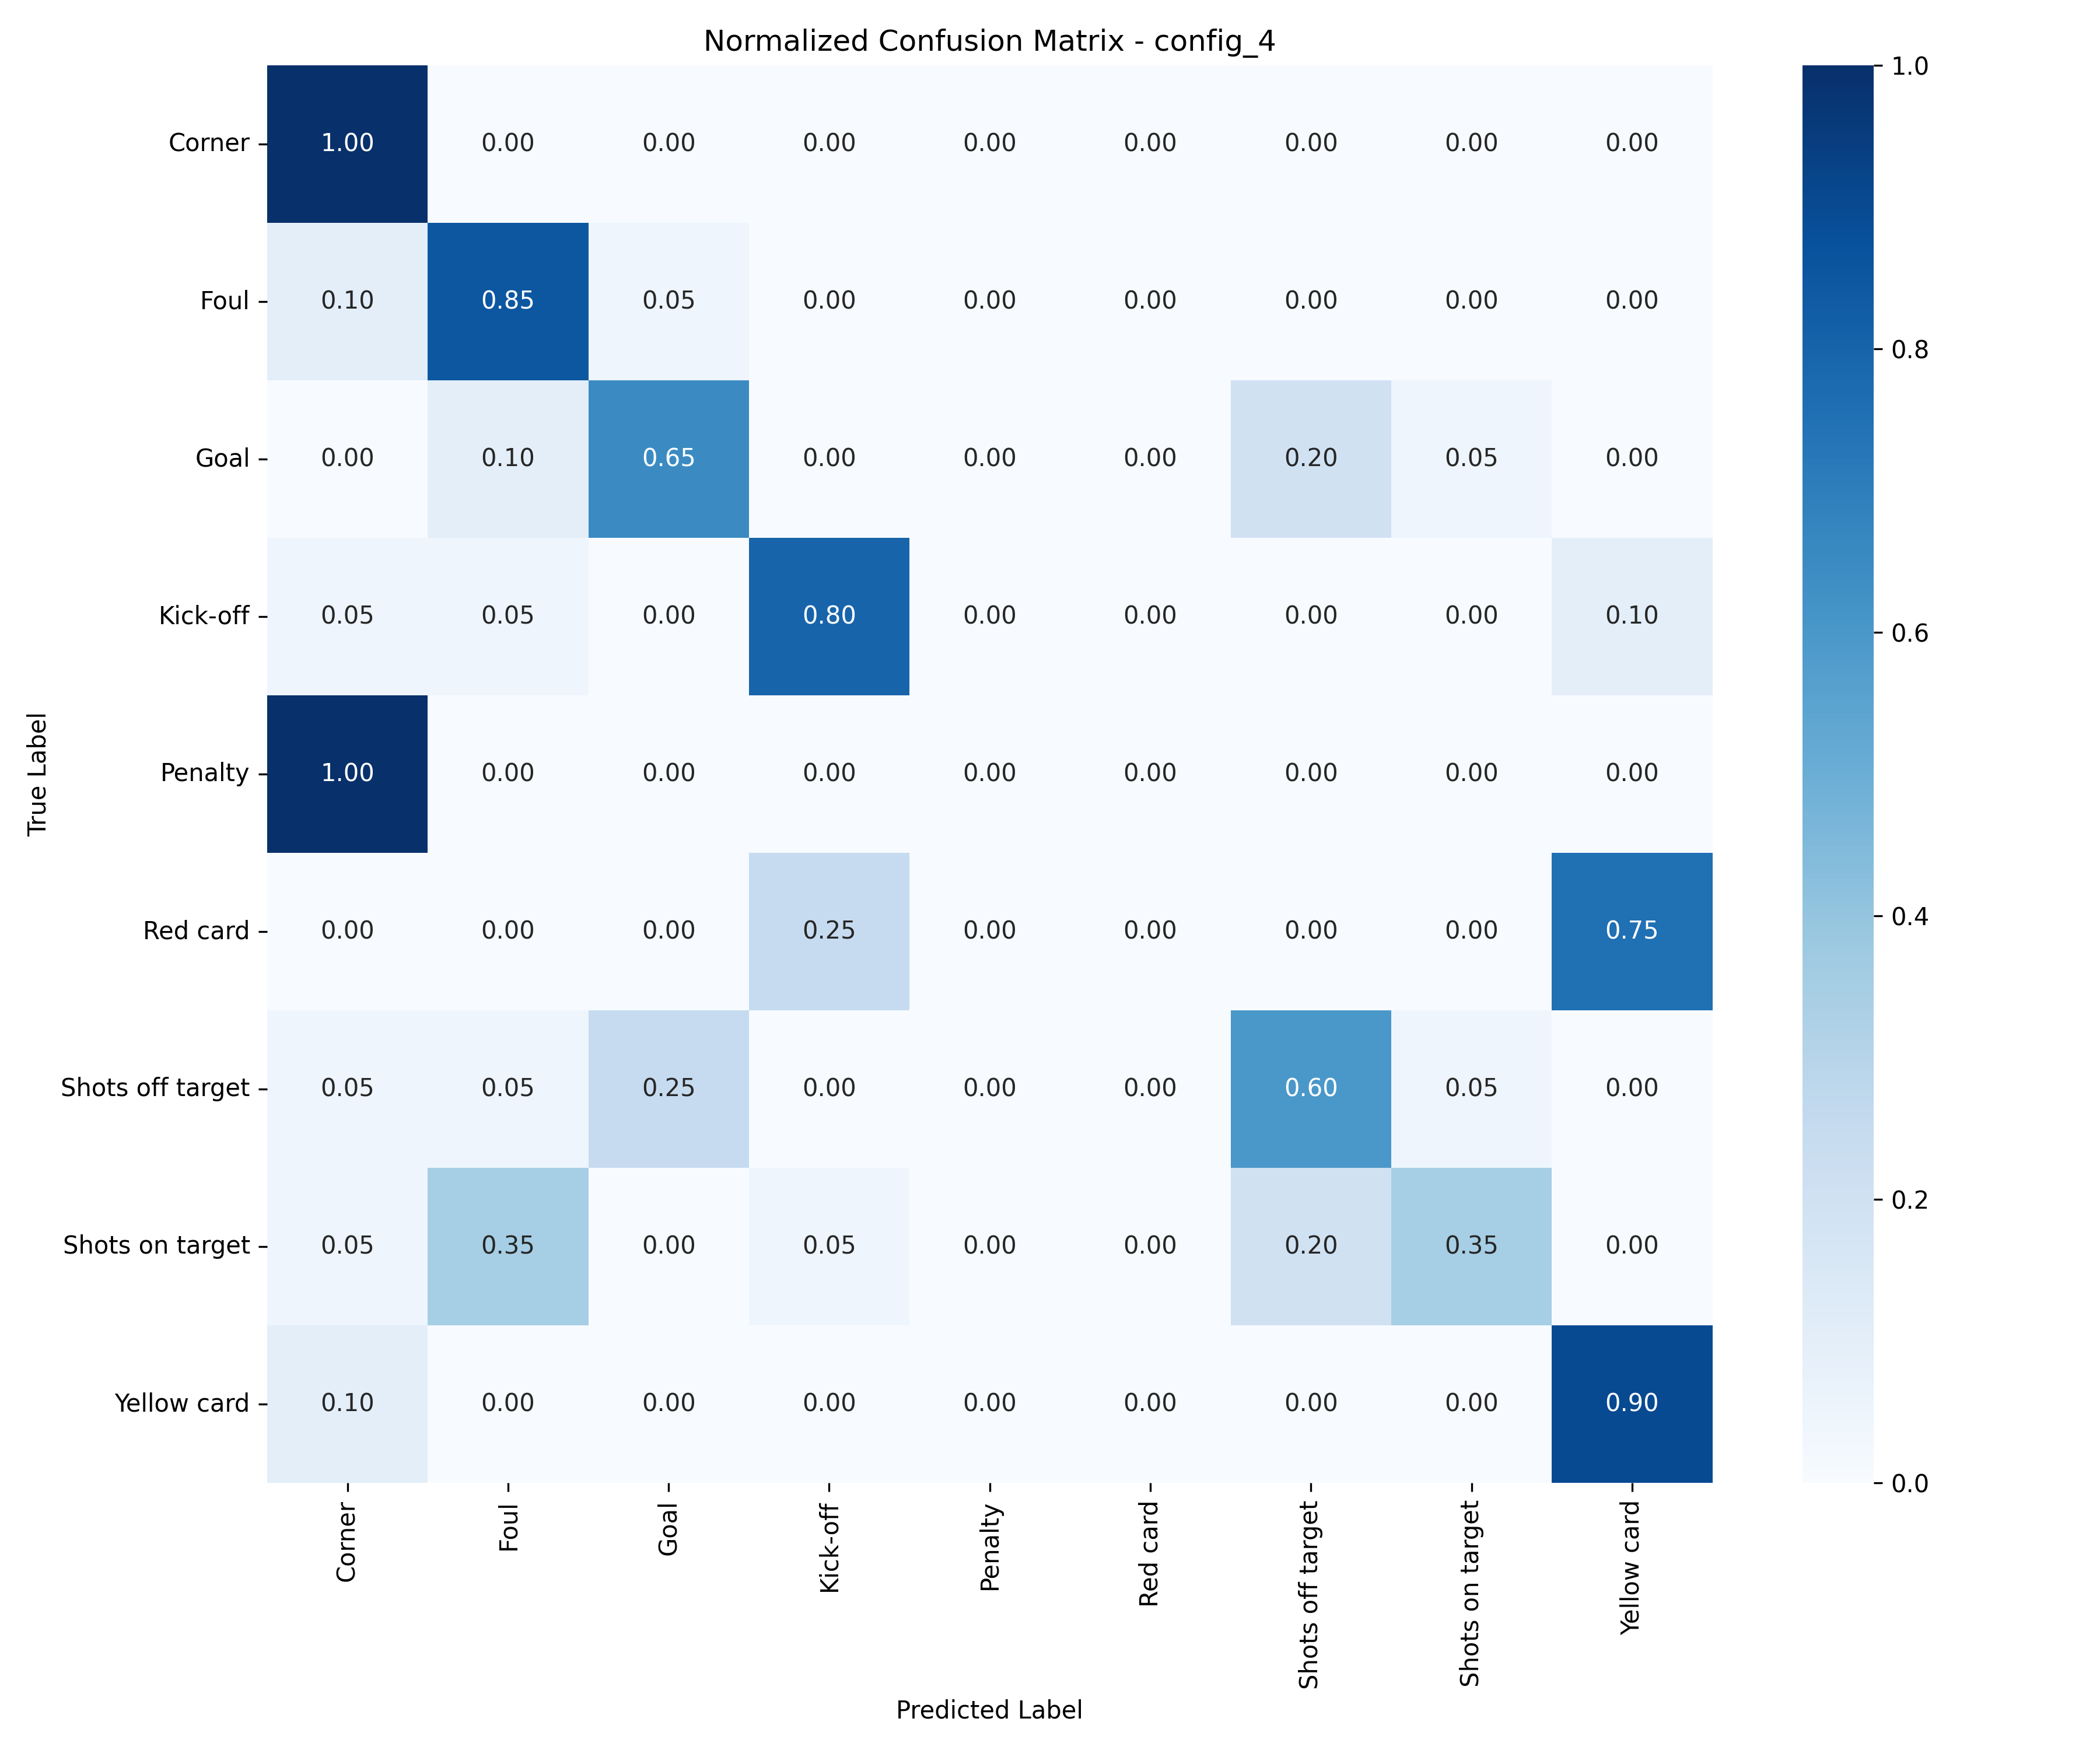 Normalized Confusion Matrix - config_4
Corner 1.00 0.00 0.00 0.00 0.00 0.00 0.00 0.00 0.00
Foul 0.10 0.85 0.05 0.00 0.00 0.00 0.00 0.00 0.00
Goal 0.00 0.10 0.65 0.00 0.00 0.00 0.20 0.05 0.00
Kick-off 0.05 0.05 0.00 0.80 0.00 0.00 0.00 0.00 0.10
Penalty 1.00 0.00 0.00 0.00 0.00 0.00 0.00 0.00 0.00
Red card 0.00 0.00 0.00 0.25 0.00 0.00 0.00 0.00 0.75
Shots off target 0.05 0.05 0.25 0.00 0.00 0.00 0.60 0.05 0.00
Shots on target 0.05 0.35 0.00 0.05 0.00 0.00 0.20 0.35 0.00
Yellow card 0.10 0.00 0.00 0.00 0.00 0.00 0.00 0.00 0.90
True Label
Corner
Foul
Goal
Kick-off
Penalty
Red card
Shots off target
Shots on target
Yellow card
Predicted Label
1.0
0.8
0.6
0.4
0.2
0.0